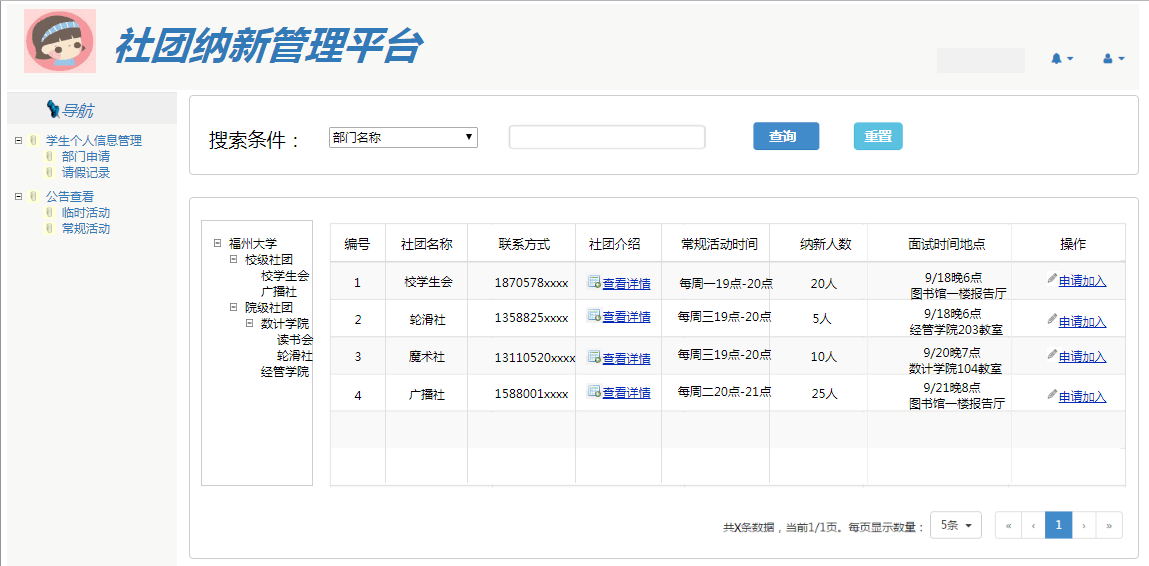 社团纳新管理平台
导航
学生个人信息管理
部门申请
请假记录
公告查看
临时活动
常规活动
搜索条件： 部门名称 查询 重置
福州大学
校级社团
校学生会
广播社
院级社团
数计学院
读书会
轮滑社
经管学院
编号 社团名称 联系方式 社团介绍 常规活动时间 纳新人数 面试时间地点 操作
1 校学生会 1870578xxxx 查看详情 每周一19点-20点 20人 9/18晚6点 图书馆一楼报告厅 申请加入
2 轮滑社 1358825xxxx 查看详情 每周三19点-20点 5人 9/18晚6点 经管学院203教室 申请加入
3 魔术社 13110520xxxx 查看详情 每周三19点-20点 10人 9/20晚7点 数计学院104教室 申请加入
4 广播社 1588001xxxx 查看详情 每周二20点-21点 25人 9/21晚8点 图书馆一楼报告厅 申请加入
共X条数据，当前1/1页。每页显示数量： 5条 « ‹ 1 › »